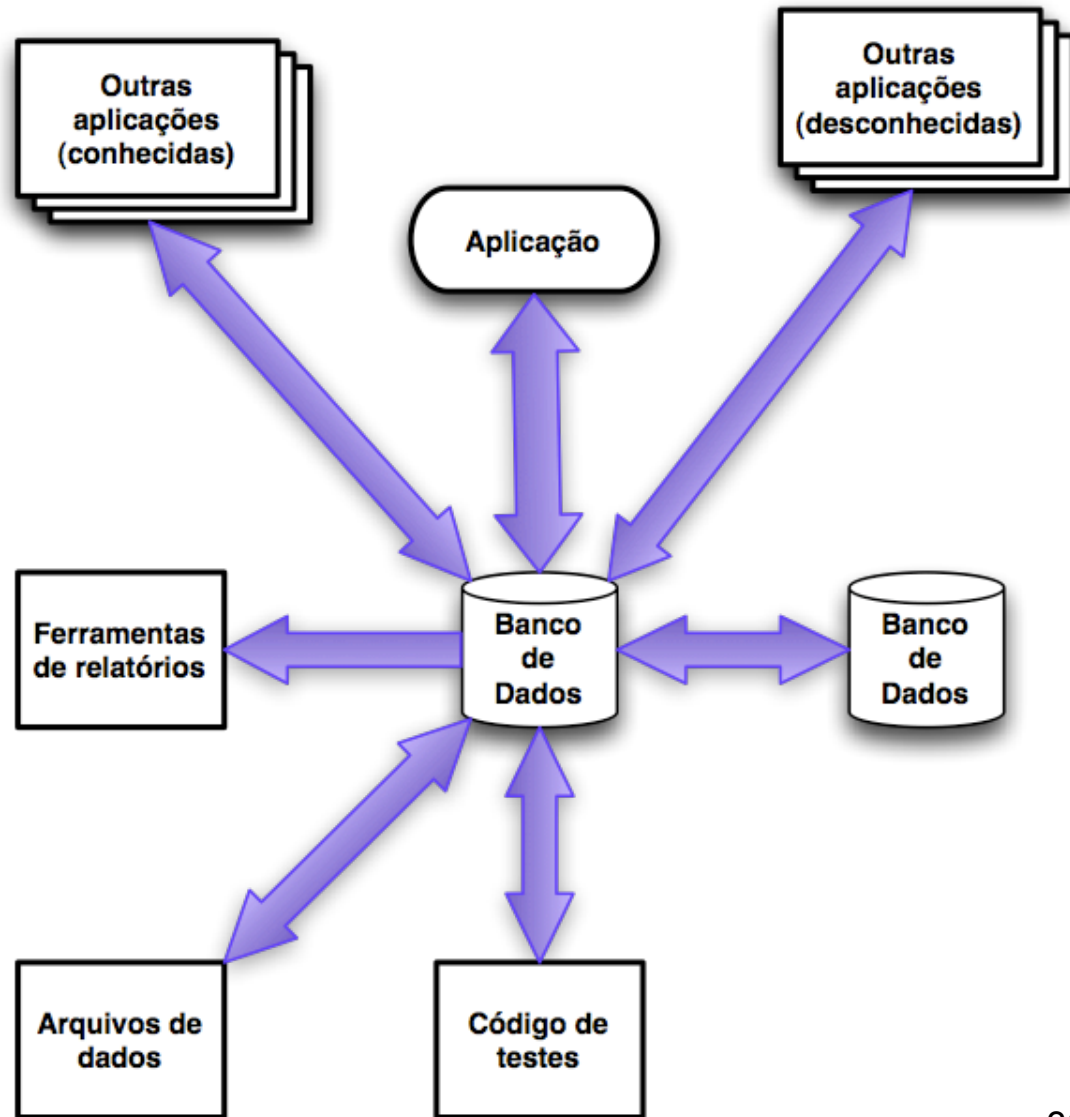 Outras
aplicações
(conhecidas)
Outras
aplicações
(desconhecidas)
Aplicação
Ferramentas
de relatórios
Banco
de
Dados
Banco
de
Dados
Arquivos de
dados
Código de
testes